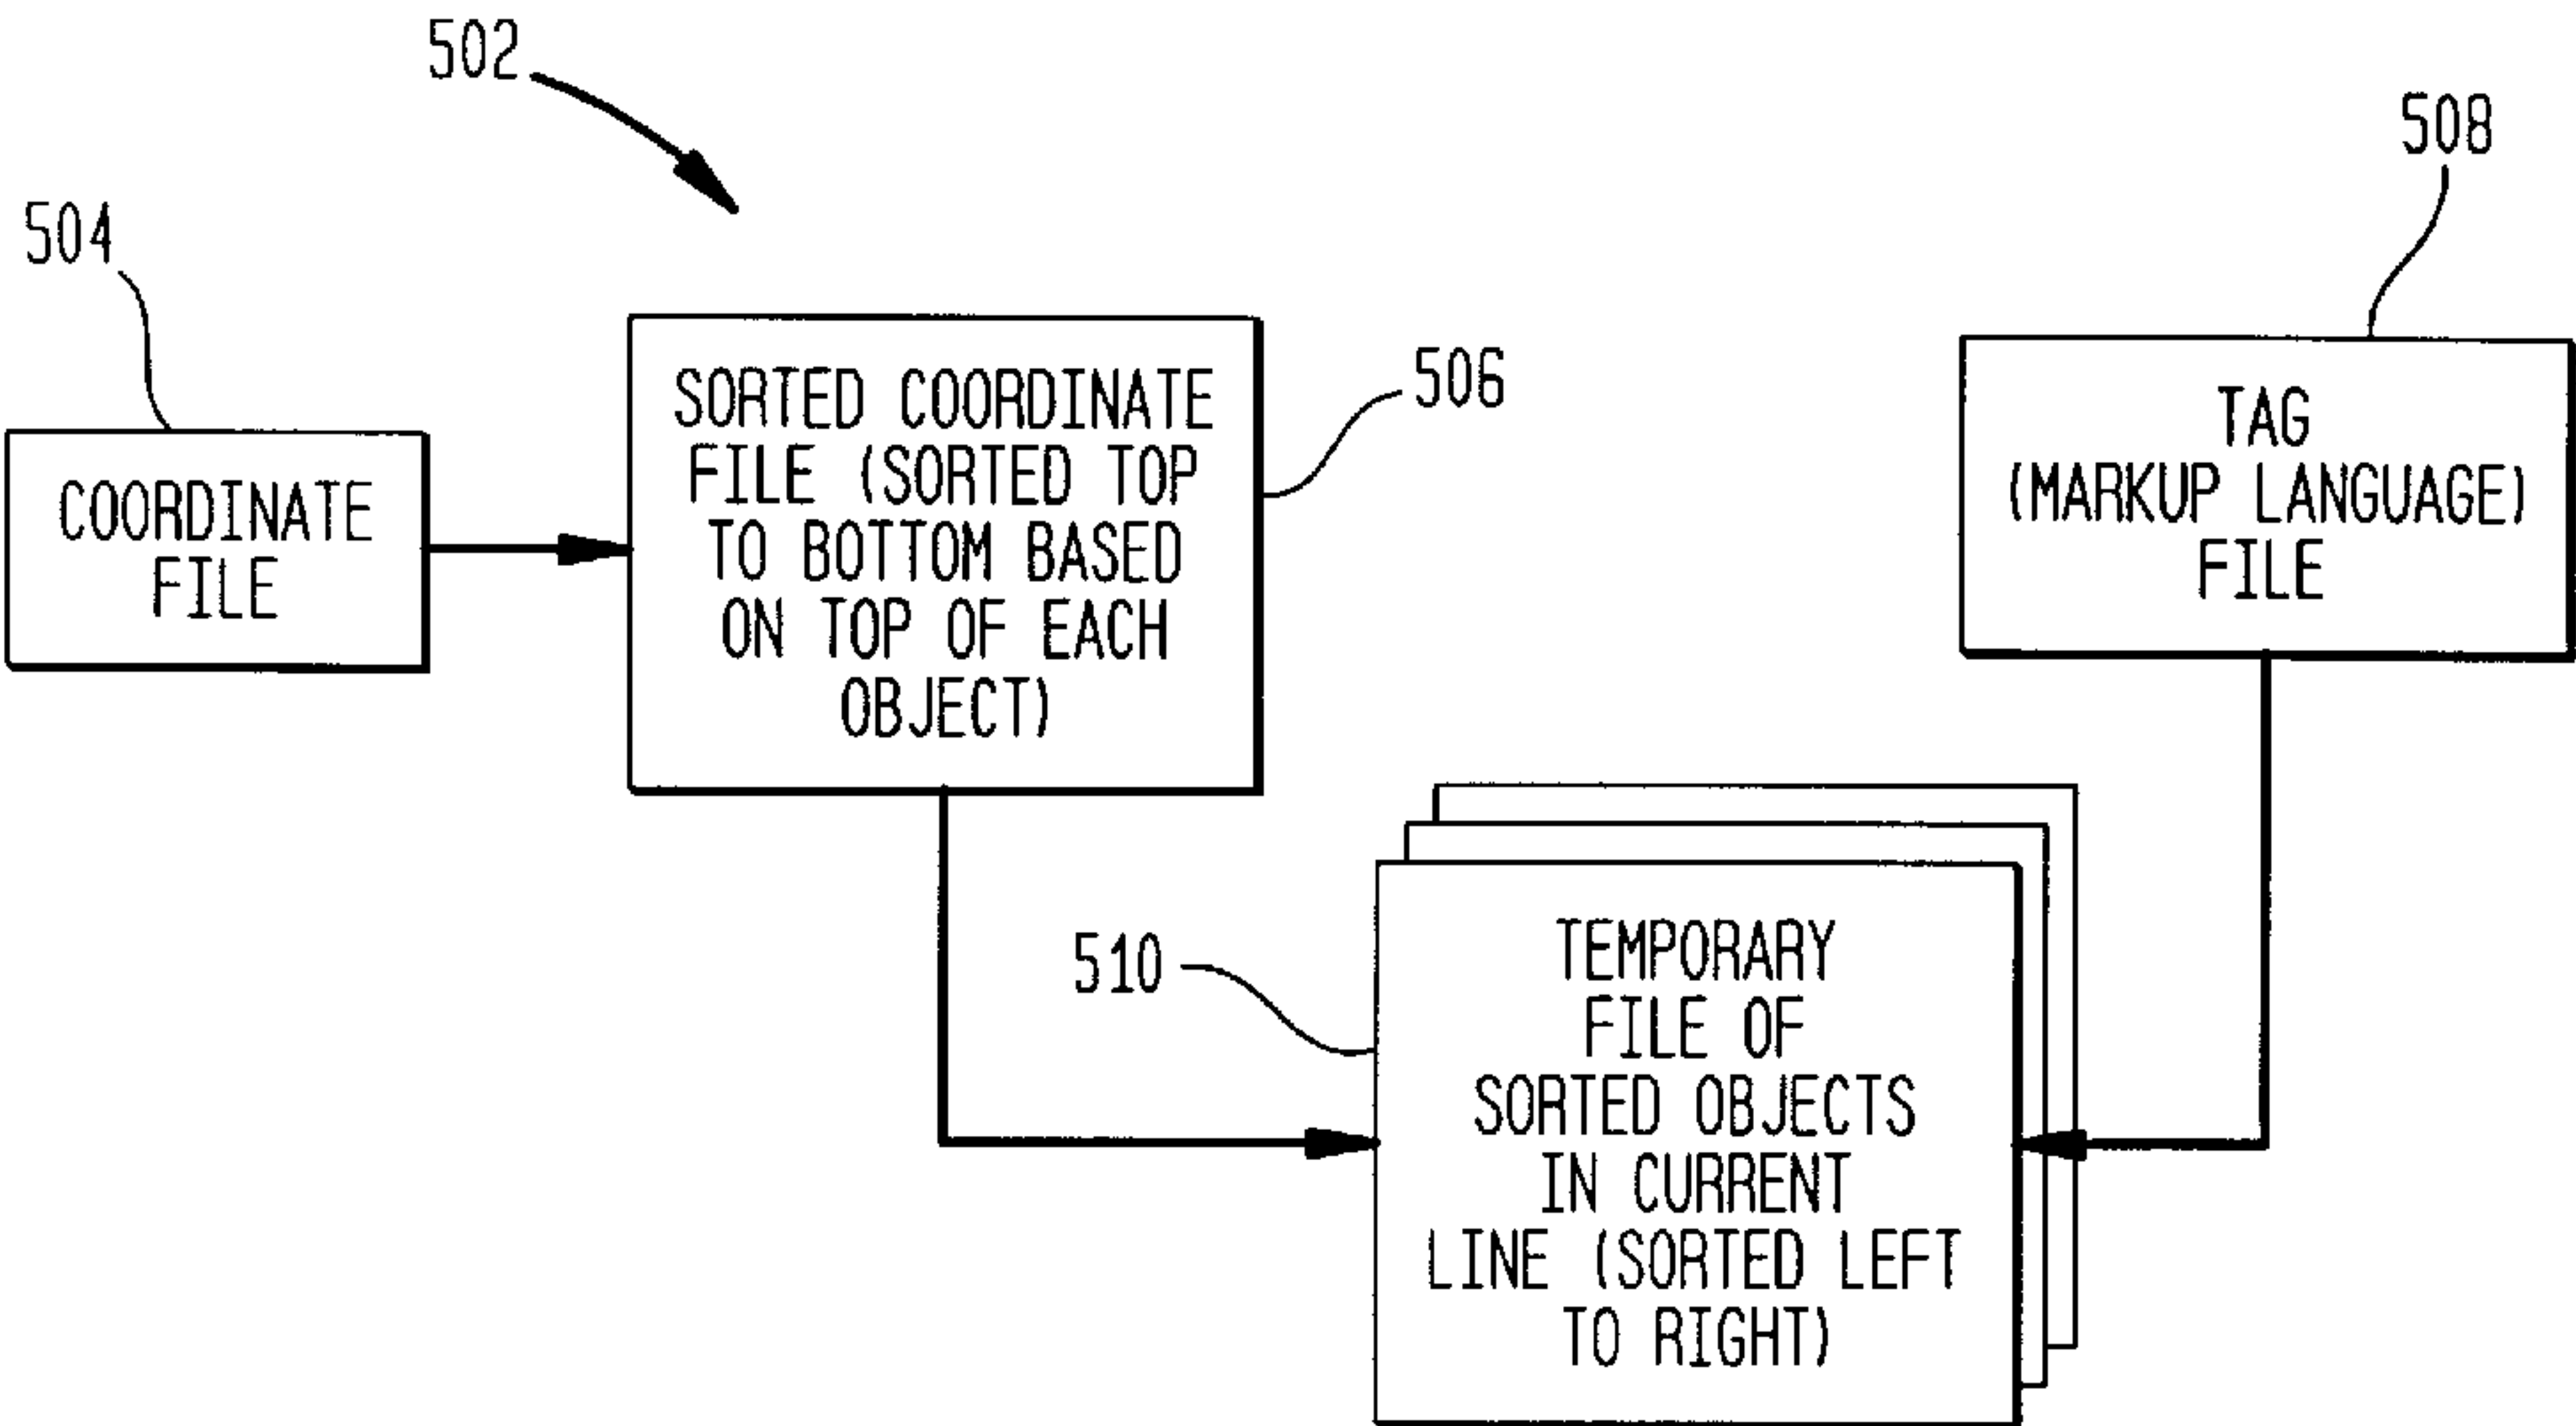 502
508
504
COORDINATE
FILE
SORTED COORDINATE
FILE (SORTED TOP
TO BOTTOM BASED
ON TOP OF EACH
OBJECT)
506
TAG
(MARKUP LANGUAGE)
FILE
510
TEMPORARY
FILE OF
SORTED OBJECTS
IN CURRENT
LINE (SORTED LEFT
TO RIGHT)